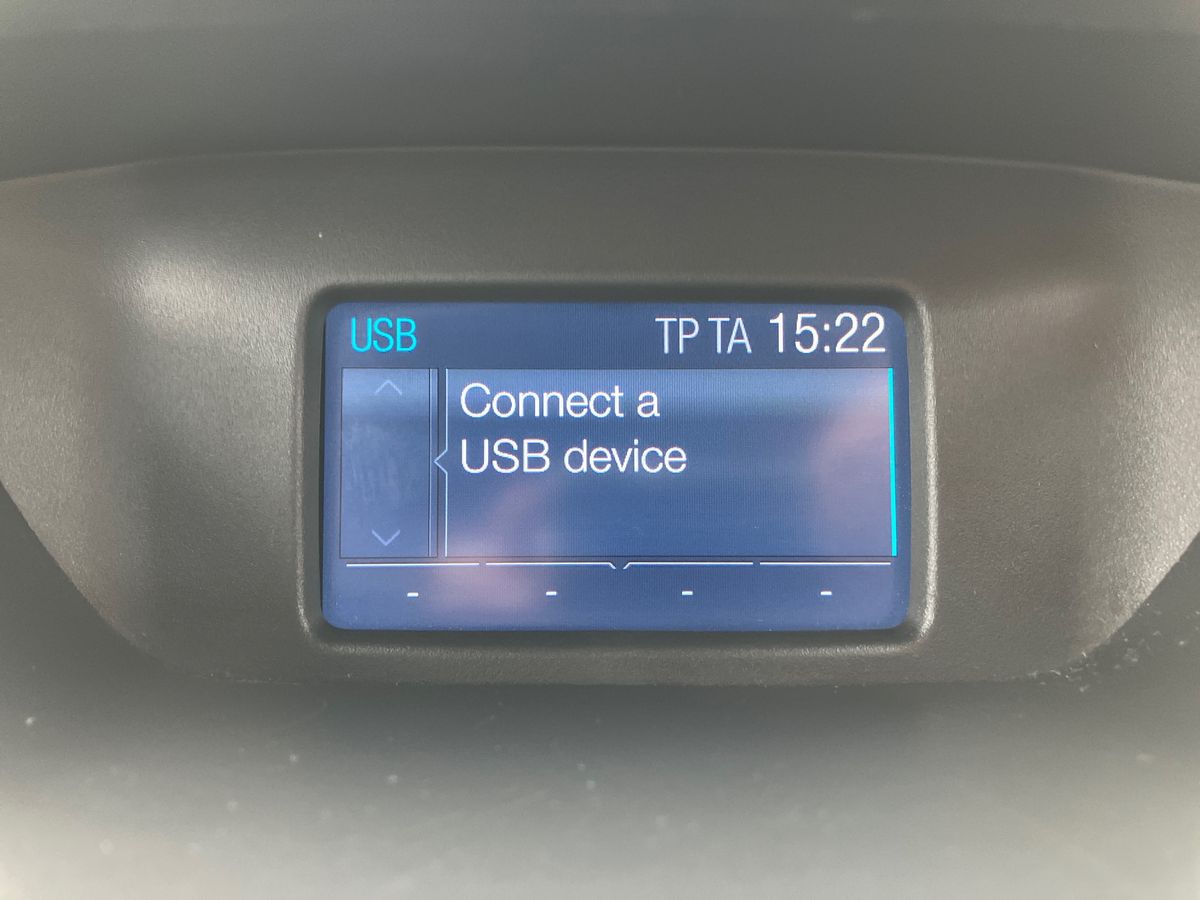 USB TP TA 15:22
Connect a
USB device
- - - -